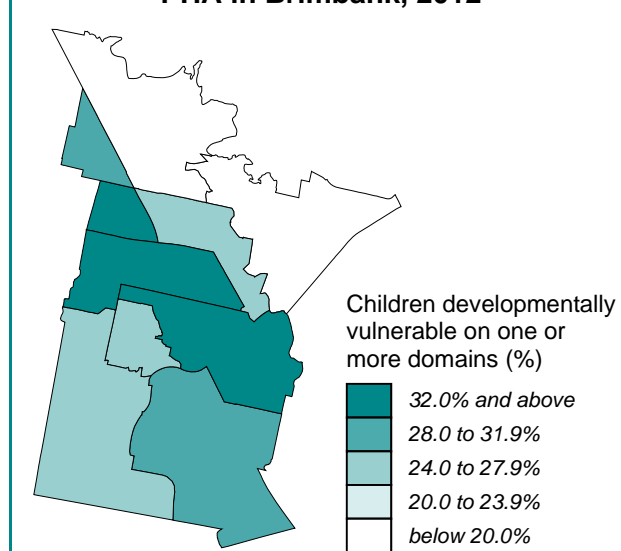 PHA in Brimbank, 2012
Children developmentally
vulnerable on one or
more domains (%)
32.0% and above
28.0 to 31.9%
24.0 to 27.9%
20.0 to 23.9%
below 20.0%